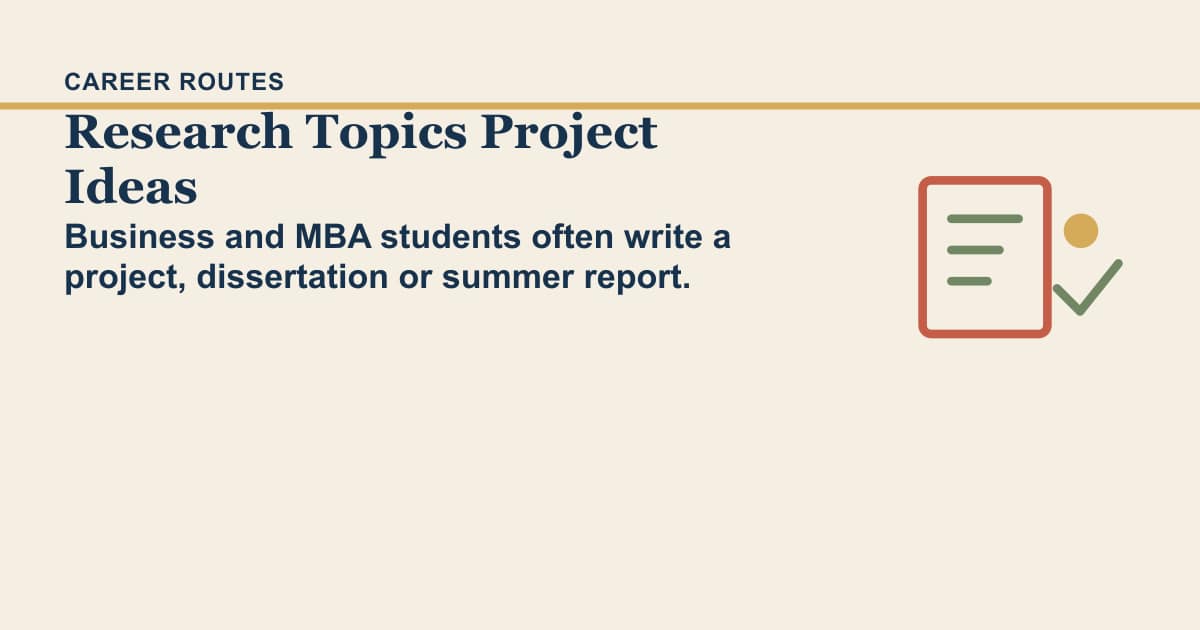 CAREER ROUTES
Research Topics Project
Ideas
Business and MBA students often write a
project, dissertation or summer report.